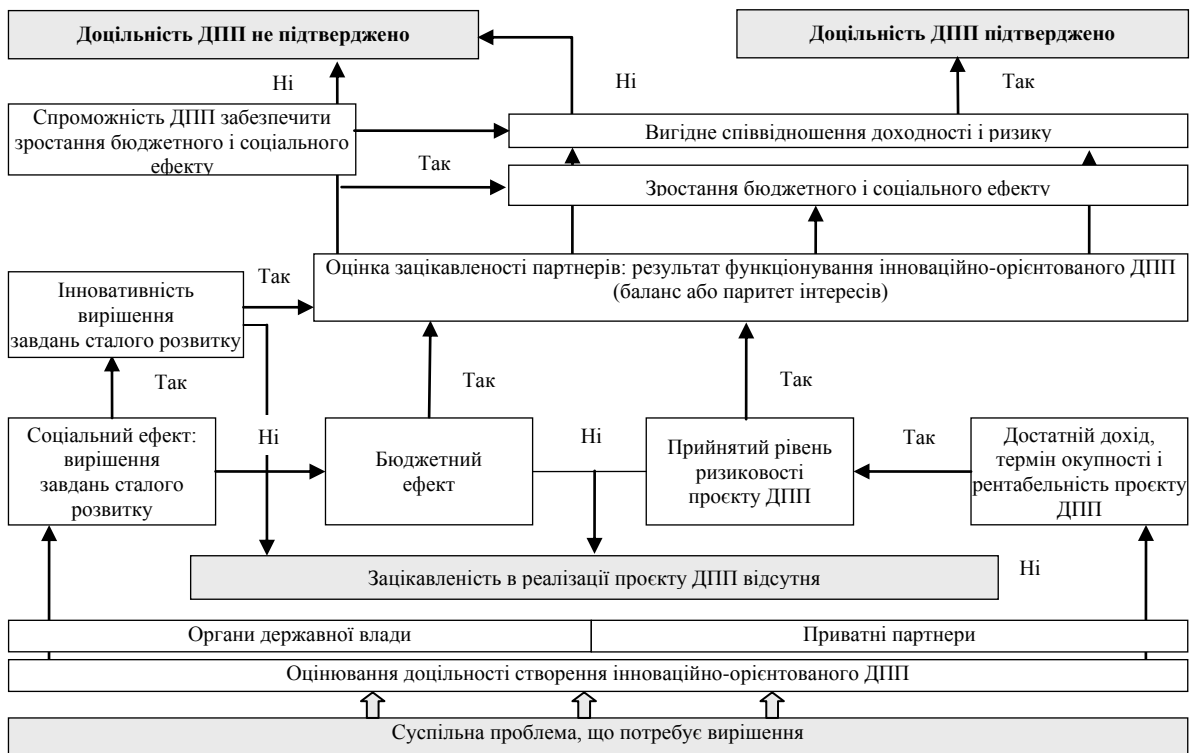 Доцільність ДПП не підтверджено
Доцільність ДПП підтверджено
Ні
Ні
Так
Спроможність ДПП забезпечити
зростання бюджетного і соціального
ефекту
Вигідне співвідношення доходності і ризику
Так
Зростання бюджетного і соціального ефекту
Оцінка зацікавленості партнерів: результат функціонування інноваційно-орієнтованого ДПП
(баланс або паритет інтересів)
Так
Інновативність
вирішення
завдань сталого розвитку
Так
Так
Так
Соціальний ефект:
вирішення
завдань сталого
розвитку
Ні
Бюджетний
ефект
Ні
Прийнятий рівень
ризиковості
проєкту ДПП
Так
Достатній дохід,
термін окупності і
рентабельність проєкту
ДПП
Зацікавленість в реалізації проєкту ДПП відсутня
Ні
Органи державної влади
Приватні партнери
Оцінювання доцільності створення інноваційно-орієнтованого ДПП
Суспільна проблема, що потребує вирішення